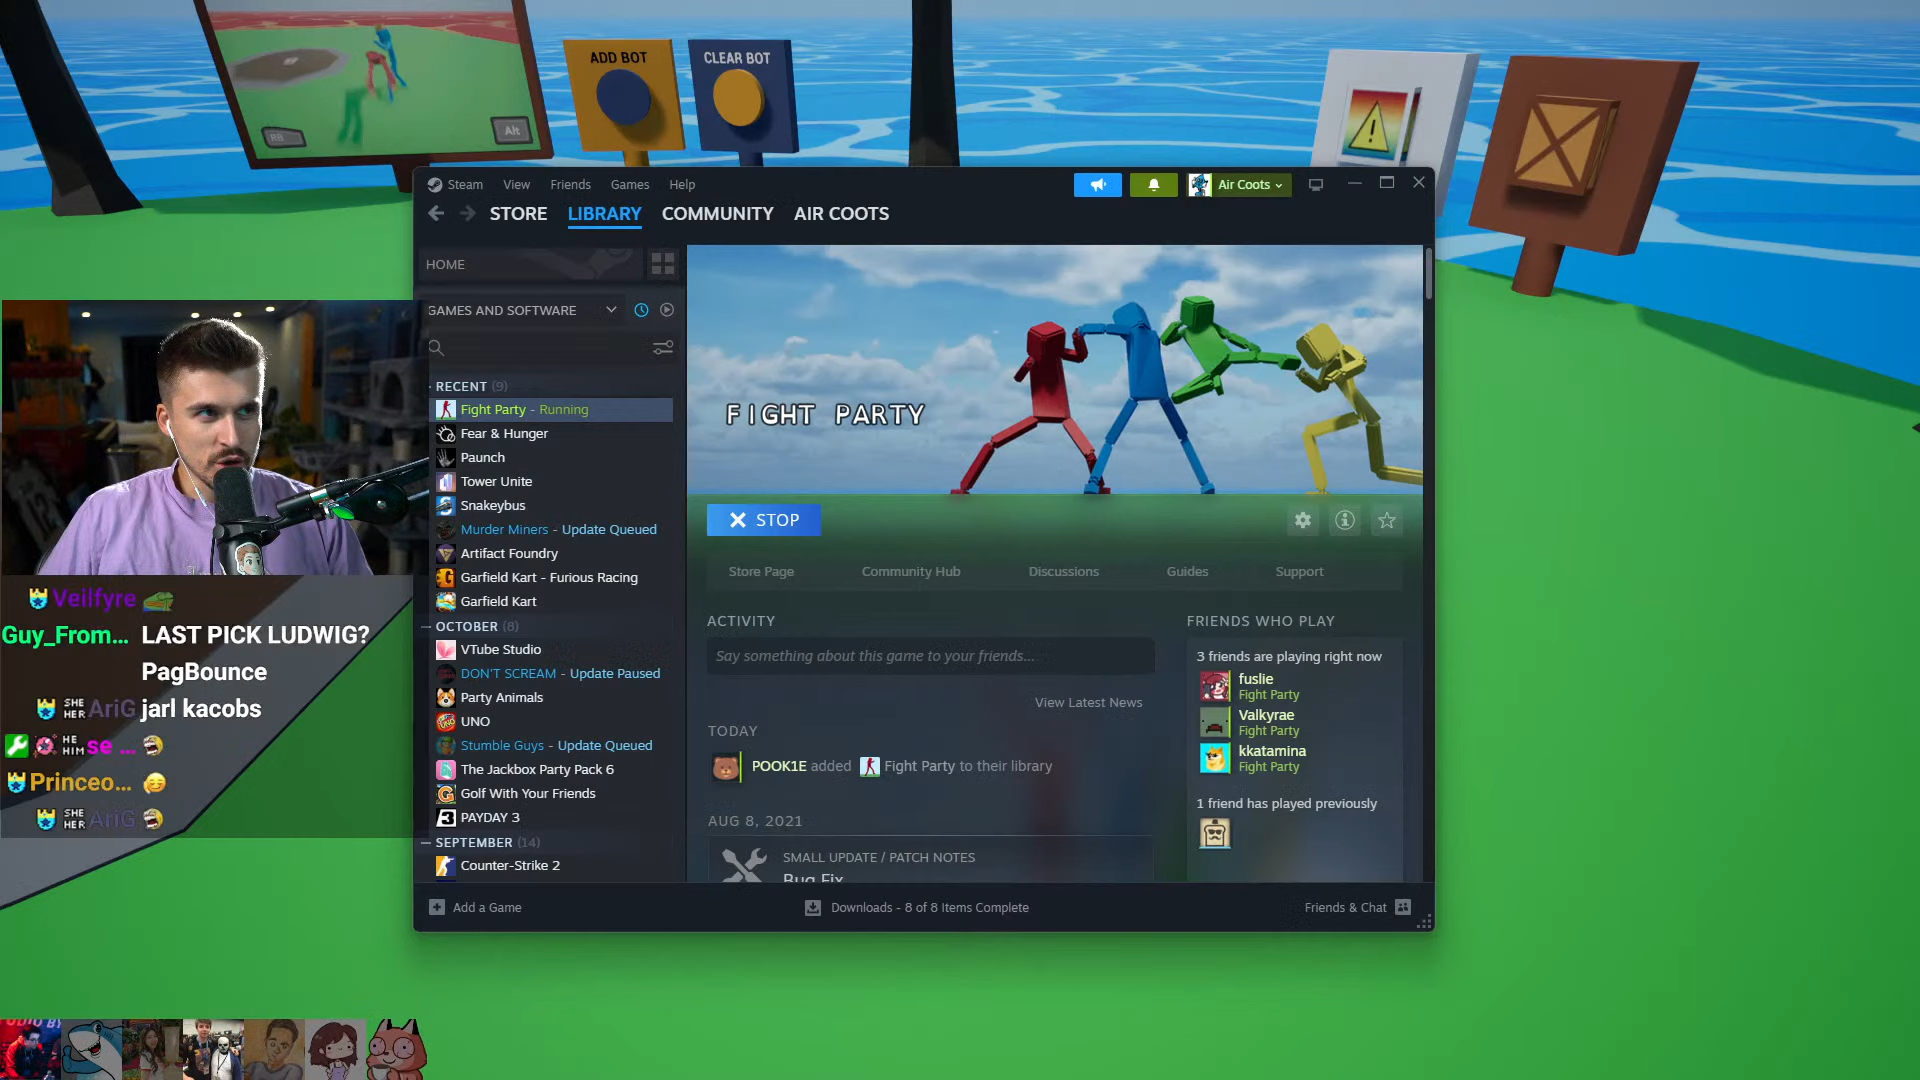 ADD BOT
CLEAR BOT
RB
Alt
Steam View Friends Games Help
Air Coots
STORE LIBRARY COMMUNITY AIR COOTS
HOME
GAMES AND SOFTWARE
RECENT (9)
Fight Party - Running
Fear & Hunger
Paunch
Tower Unite
Snakeybus
Murder Miners - Update Queued
Artifact Foundry
Garfield Kart - Furious Racing
Garfield Kart
OCTOBER (8)
VTube Studio
DON'T SCREAM - Update Paused
Party Animals
UNO
Stumble Guys - Update Queued
The Jackbox Party Pack 6
Golf With Your Friends
PAYDAY 3
SEPTEMBER (14)
Counter-Strike 2
FIGHT PARTY
STOP
Store Page Community Hub Discussions Guides Support
ACTIVITY
Say something about this game to your friends...
View Latest News
TODAY
POOK1E added Fight Party to their library
AUG 8, 2021
SMALL UPDATE / PATCH NOTES
Bug Fix
FRIENDS WHO PLAY
3 friends are playing right now
fuslie
Fight Party
Valkyrae
Fight Party
kkatamina
Fight Party
1 friend has played previously
Add a Game
Downloads - 8 of 8 Items Complete
Friends & Chat
Veilfyre
Guy_From... LAST PICK LUDWIG?
PagBounce
SHE HER AriG jarl kacobs
HE HIM se ...
Princeo...
SHE HER AriG